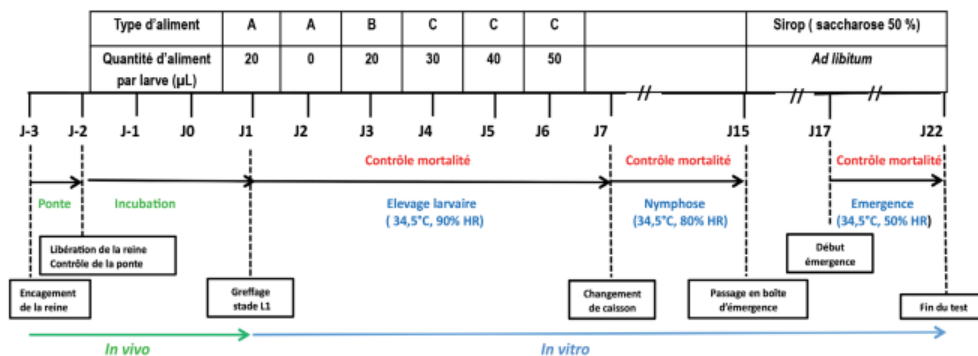 Type d'aliment A A B C C C Sirop ( saccharose 50 %)
Quantité d'aliment par larve (µL) 20 0 20 30 40 50 Ad libitum
// // //
J-3 J-2 J-1 J0 J1 J2 J3 J4 J5 J6 J7 J15 J17 J22
Contrôle mortalité Contrôle mortalité Contrôle mortalité
Ponte Incubation Elevage larvaire Nymphose Emergence
( 34,5°C, 90% HR) (34,5°C, 80% HR) (34,5°C, 50% HR)
Libération de la reine
Contrôle de la ponte
Début
émergence
Encagement
de la reine
Greffage
stade L1
Changement
de caisson
Passage en boîte
d'émergence
Fin du test
In vivo In vitro